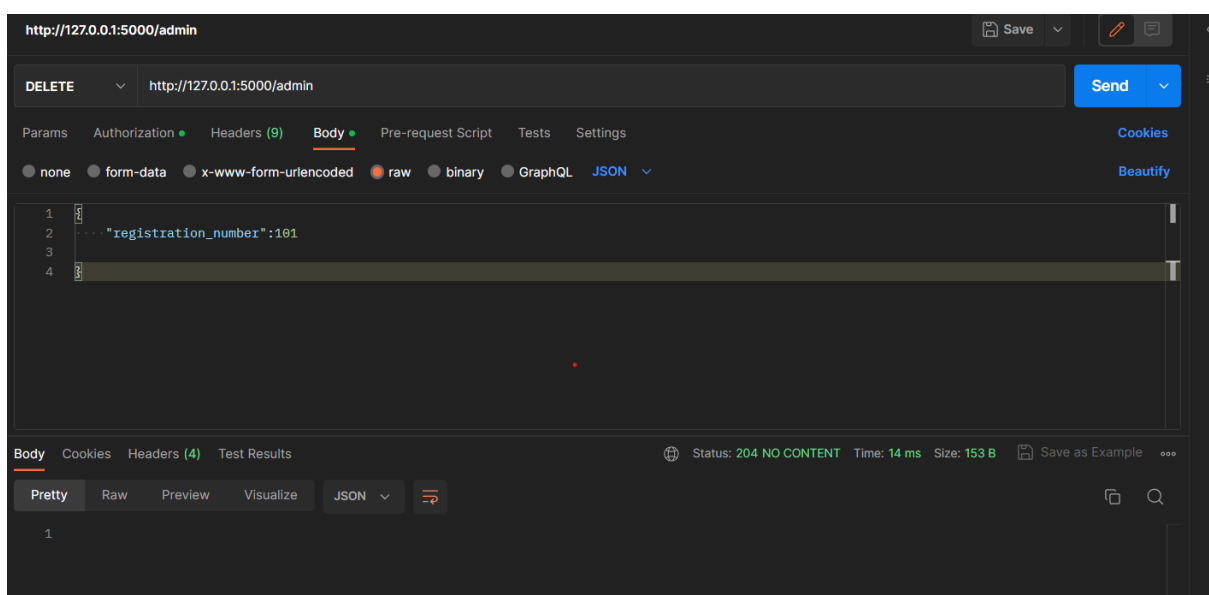 http://127.0.0.1:5000/admin Save
DELETE http://127.0.0.1:5000/admin Send
Params Authorization Headers (9) Body Pre-request Script Tests Settings Cookies
none form-data x-www-form-urlencoded raw binary GraphQL JSON Beautify
1 {
2 ····"registration_number":101
3
4 }
Body Cookies Headers (4) Test Results Status: 204 NO CONTENT Time: 14 ms Size: 153 B Save as Example
Pretty Raw Preview Visualize JSON
1